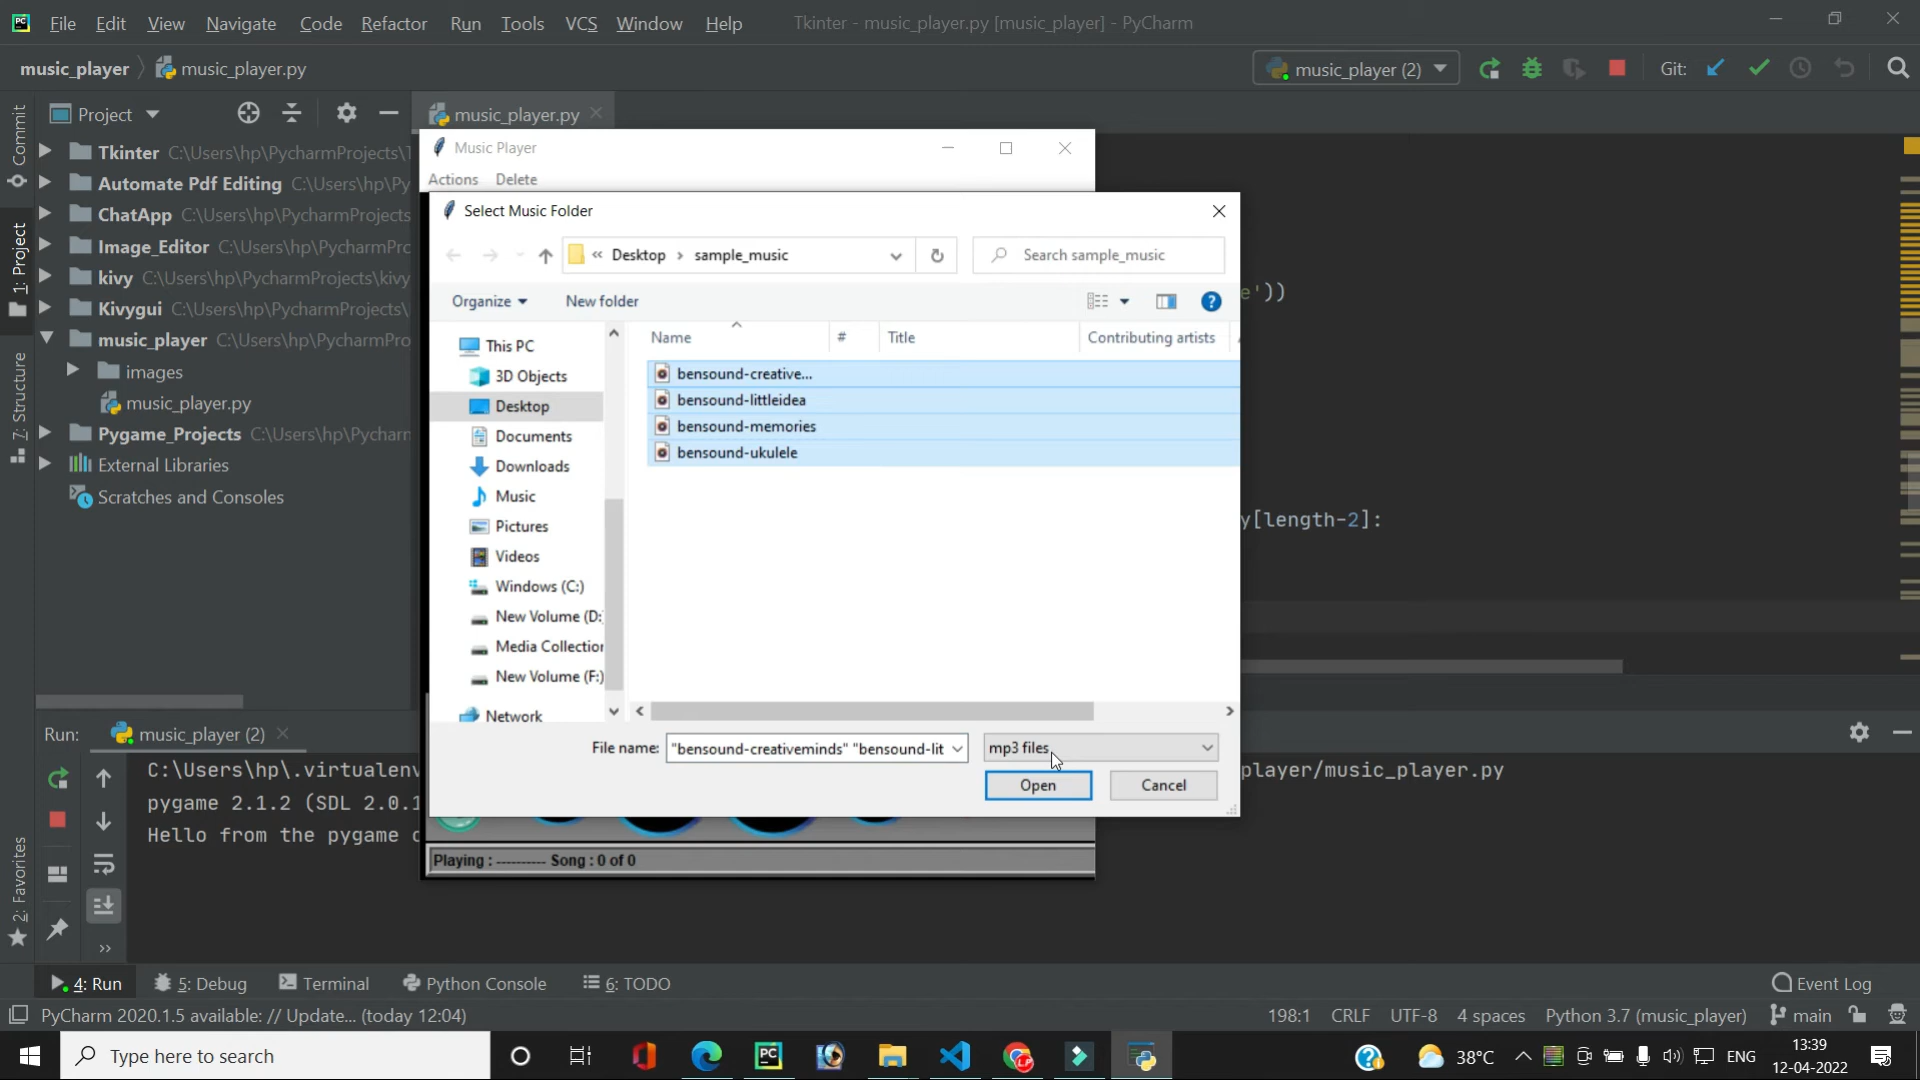 File Edit View Navigate Code Refactor Run Tools VCS Window Help Tkinter - music_player.py [music_player] - PyCharm
music_player music_player.py music_player (2) Git:
Project music_player.py
Commit
1: Project
7: Structure
2: Favorites
Tkinter C:\Users\hp\PycharmProjects\
Automate Pdf Editing C:\Users\hp\Py
ChatApp C:\Users\hp\PycharmProjects
Image_Editor C:\Users\hp\PycharmPrc
kivy C:\Users\hp\PycharmProjects\kivy
Kivygui C:\Users\hp\PycharmProjects
music_player C:\Users\hp\PycharmPro
images
music_player.py
Pygame_Projects C:\Users\hp\Pycharn
External Libraries
Scratches and Consoles
Music Player
Actions Delete
Select Music Folder
« Desktop › sample_music Search sample_music
Organize New folder
This PC
3D Objects
Desktop
Documents
Downloads
Music
Pictures
Videos
Windows (C:)
New Volume (D:
Media Collection
New Volume (F:)
Network
Name # Title Contributing artists
bensound-creative...
bensound-littleidea
bensound-memories
bensound-ukulele
File name: "bensound-creativeminds" "bensound-lit mp3 files
Open Cancel
e'))
y[length-2]:
Playing : ---------- Song : 0 of 0
Run: music_player (2)
C:\Users\hp\.virtualenv player/music_player.py
pygame 2.1.2 (SDL 2.0.1
Hello from the pygame c
4: Run 5: Debug Terminal Python Console 6: TODO Event Log
PyCharm 2020.1.5 available: // Update... (today 12:04) 198:1 CRLF UTF-8 4 spaces Python 3.7 (music_player) main
Type here to search 38°C ENG 13:39
12-04-2022